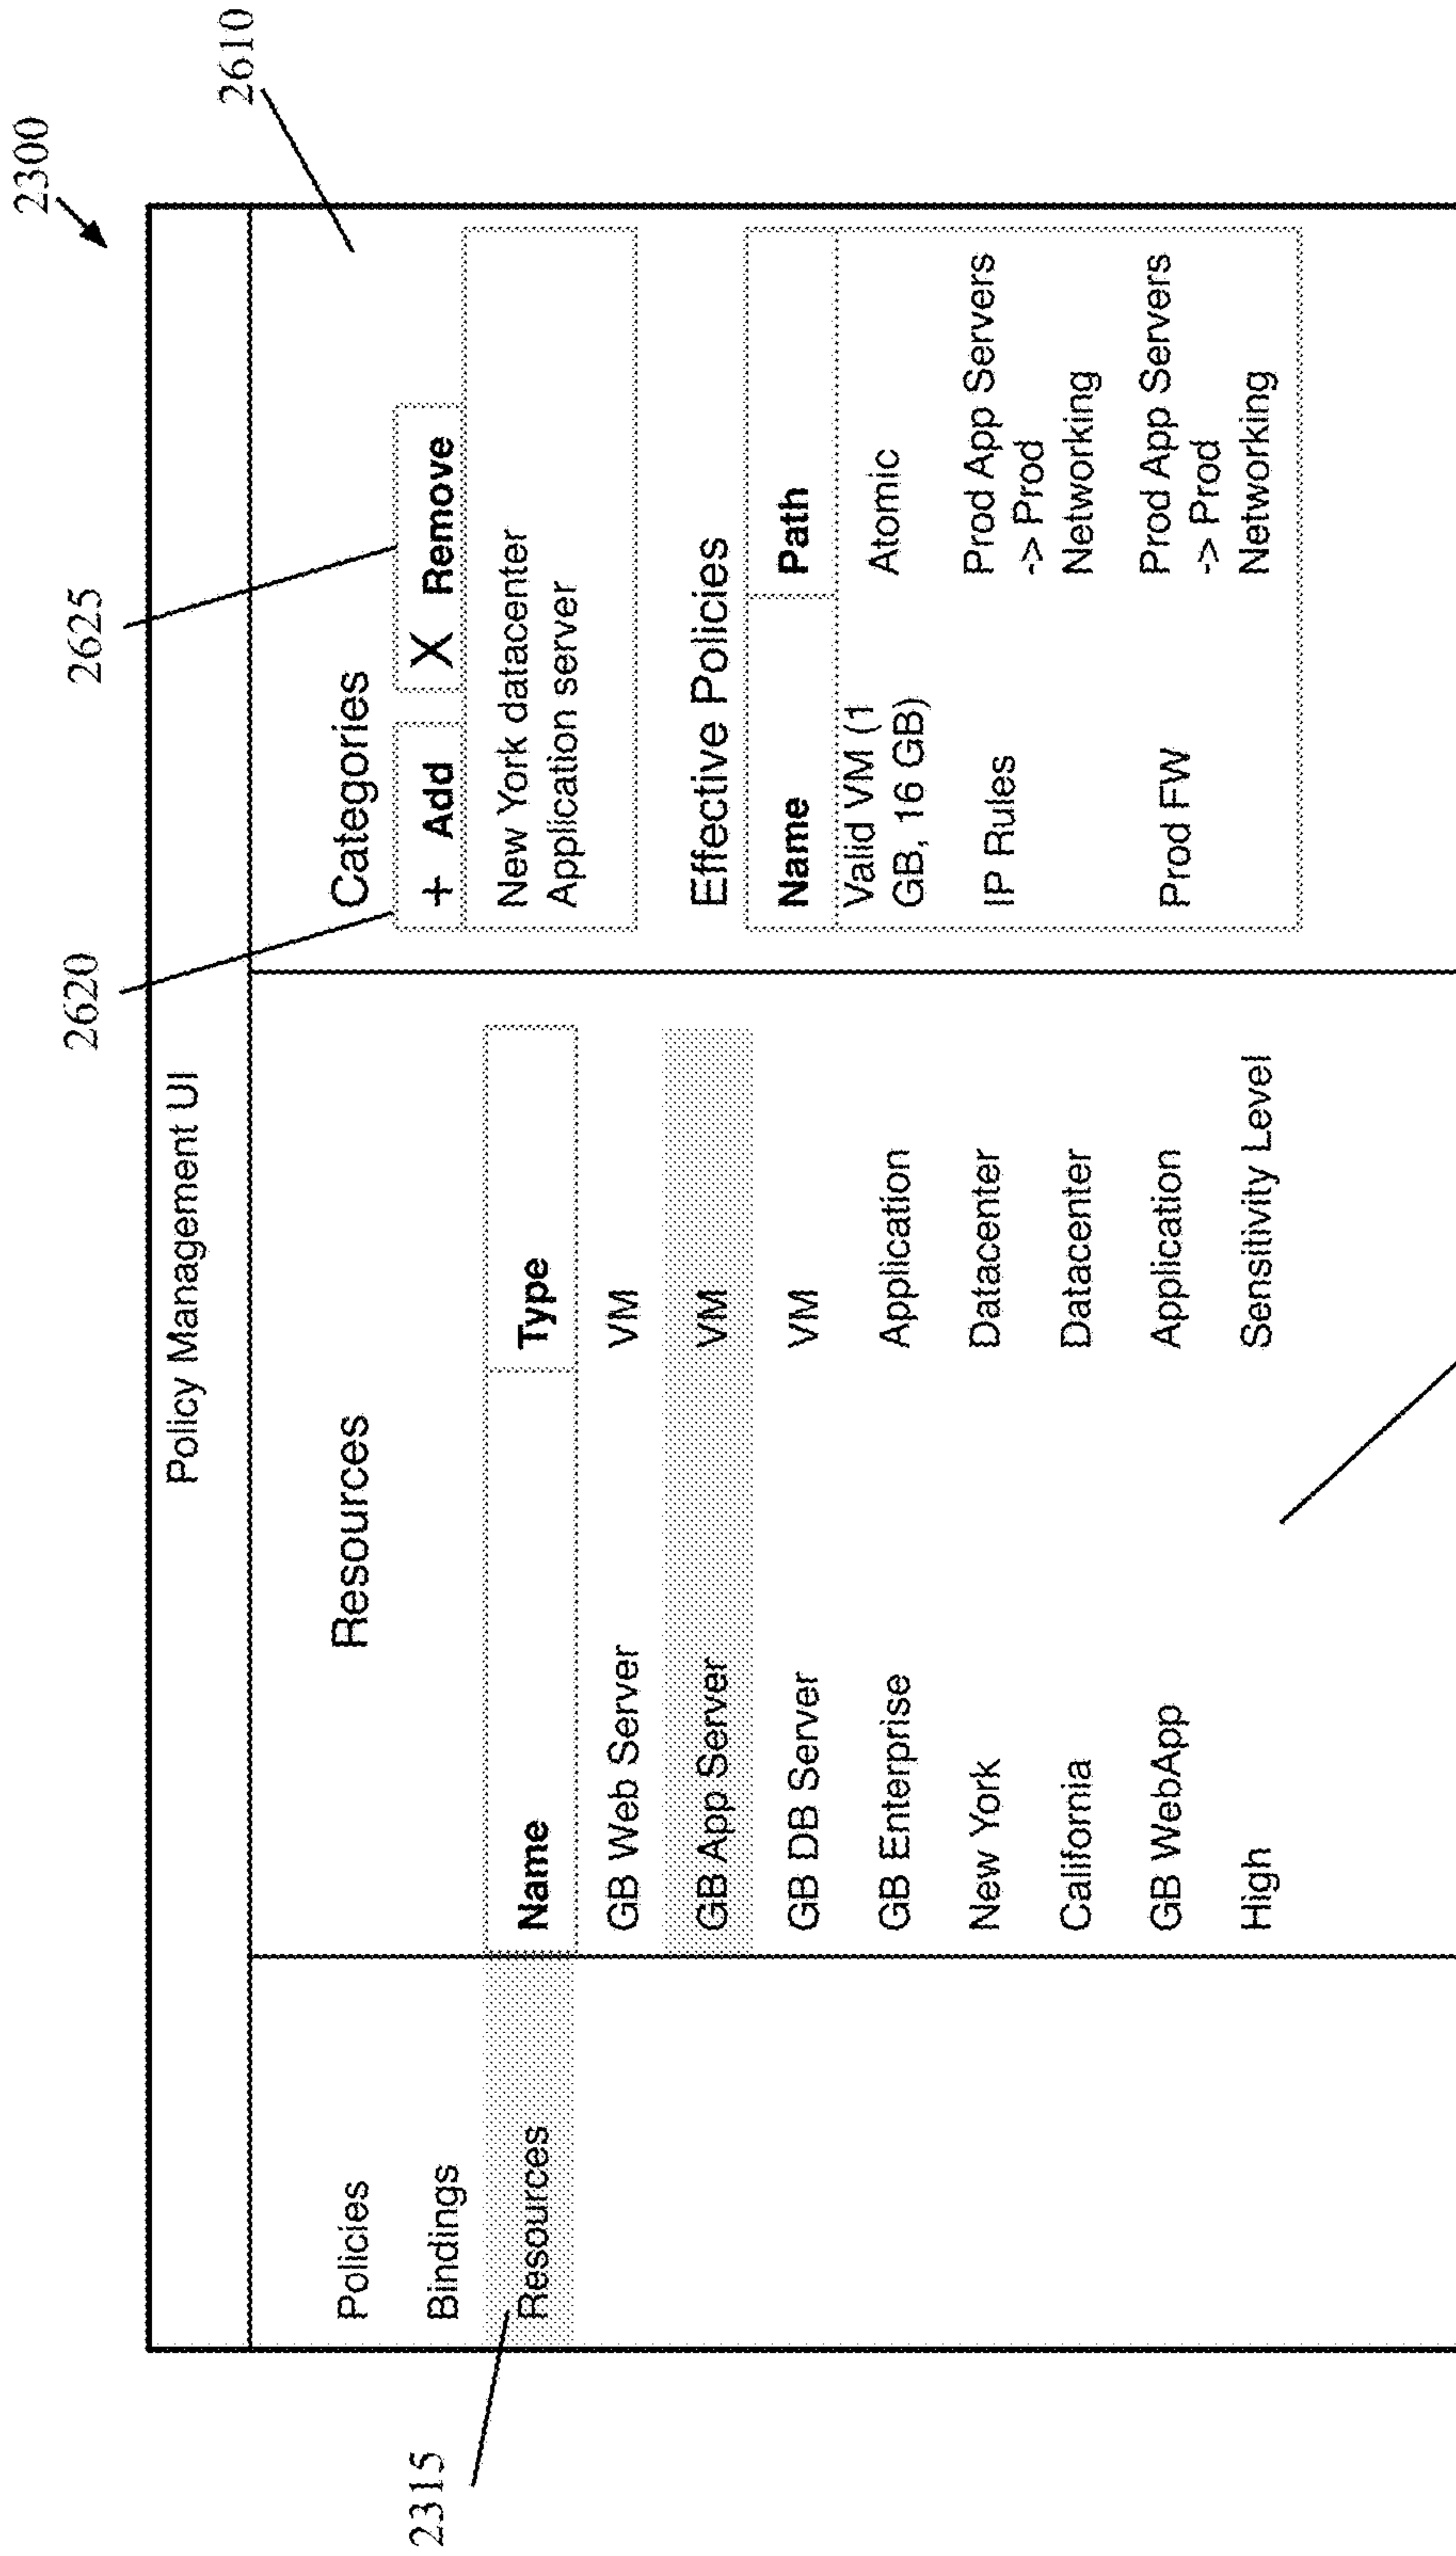 2300
2610
2625
2620
2315
Policy Management UI
Policies
Bindings
Resources
Resources
Name Type
GB Web Server VM
GB App Server VM
GB DB Server VM
GB Enterprise Application
New York Datacenter
California Datacenter
GB WebApp Application
High Sensitivity Level
Categories
+ Add X Remove
New York datacenter
Application server
Effective Policies
Name Path
Valid VM (1
GB, 16 GB) Atomic
IP Rules Prod App Servers
-> Prod
Networking
Prod FW Prod App Servers
-> Prod
Networking